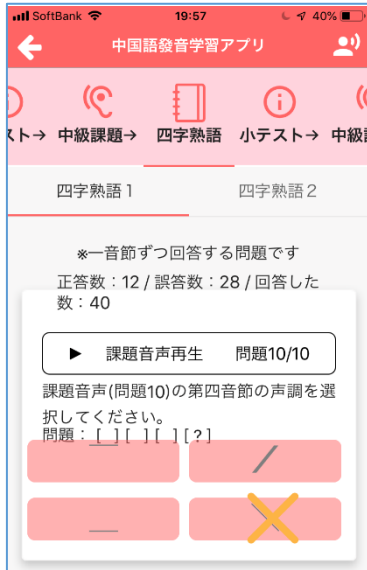 SoftBank 19:57 40%
中国語發音学習アプリ
スト→ 中級課題→ 四字熟語 小テスト→ 中級
四字熟語1 四字熟語2
※一音節ずつ回答する問題です
正答数：12 / 誤答数：28 / 回答した
数：40
▶ 課題音声再生 問題10/10
課題音声(問題10)の第四音節の声調を選
択してください。
問題：[ ] [ ] [ ] [ ? ]